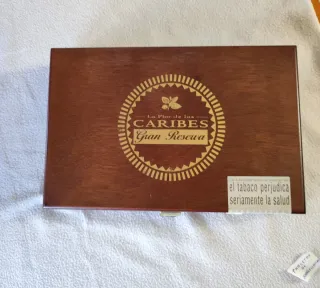 La Flor de los
CARIBES
Gran Reserva
el tabaco perjudica
seriamente la salud